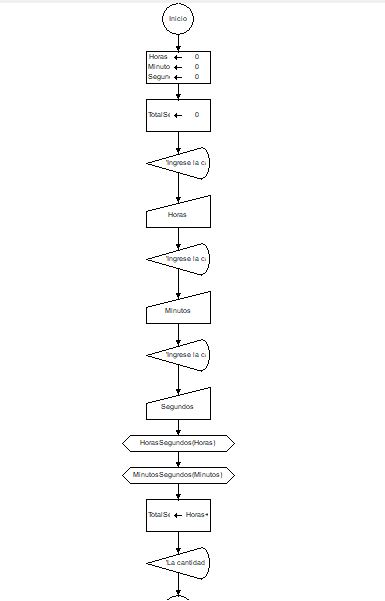 Inicio
Horas ← 0
Minuto ← 0
Segun ← 0
TotalSe ← 0
'Ingrese la c
Horas
'Ingrese la c
Minutos
'Ingrese la c
Segundos
HorasSegundos(Horas)
MinutosSegundos(Minutos)
TotalSe ← Horas+
'La cantidad